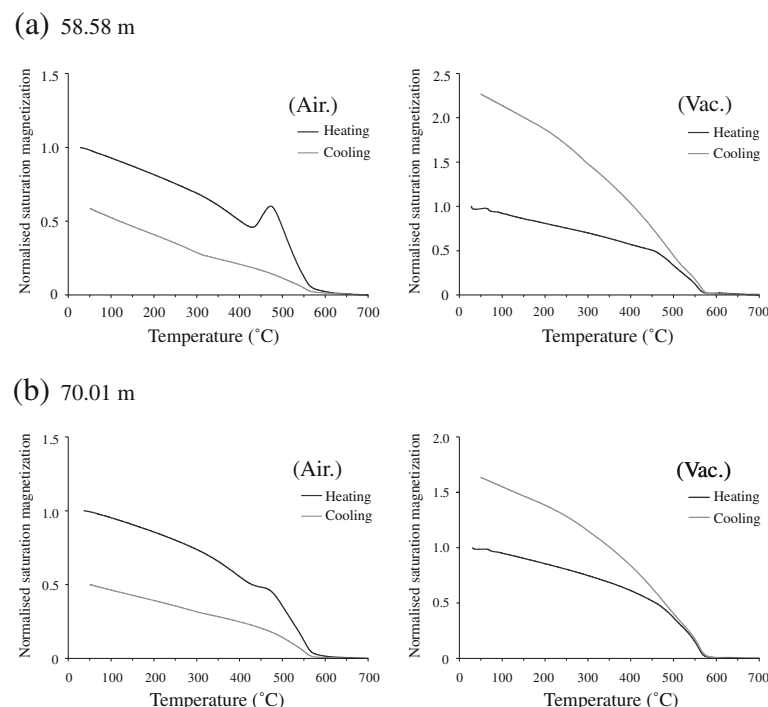 (a) 58.58 m
Normalised saturation magnetization
1.5
1.0
0.5
0
(Air.)
Heating
Cooling
0 100 200 300 400 500 600 700
Temperature (˚C)
Normalised saturation magnetization
2.5
2.0
1.5
1.0
0.5
0
(Vac.)
Heating
Cooling
0 100 200 300 400 500 600 700
Temperature (˚C)
(b) 70.01 m
Normalised saturation magnetization
1.5
1.0
0.5
0
(Air.)
Heating
Cooling
0 100 200 300 400 500 600 700
Temperature (˚C)
Normalised saturation magnetization
2.0
1.5
1.0
0.5
0
(Vac.)
Heating
Cooling
0 100 200 300 400 500 600 700
Temperature (˚C)